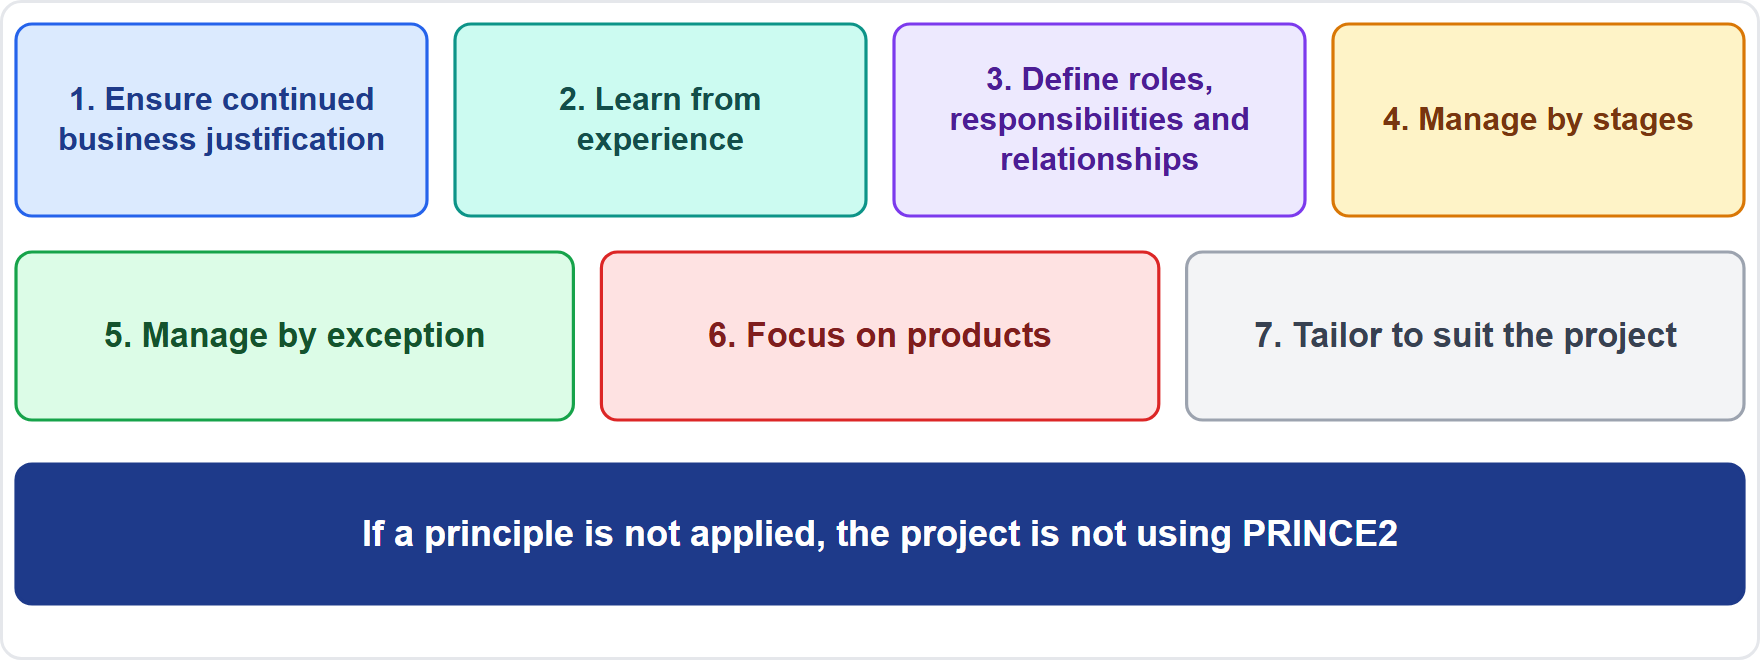 1. Ensure continued
business justification
2. Learn from
experience
3. Define roles,
responsibilities and
relationships
4. Manage by stages
5. Manage by exception
6. Focus on products
7. Tailor to suit the project
If a principle is not applied, the project is not using PRINCE2